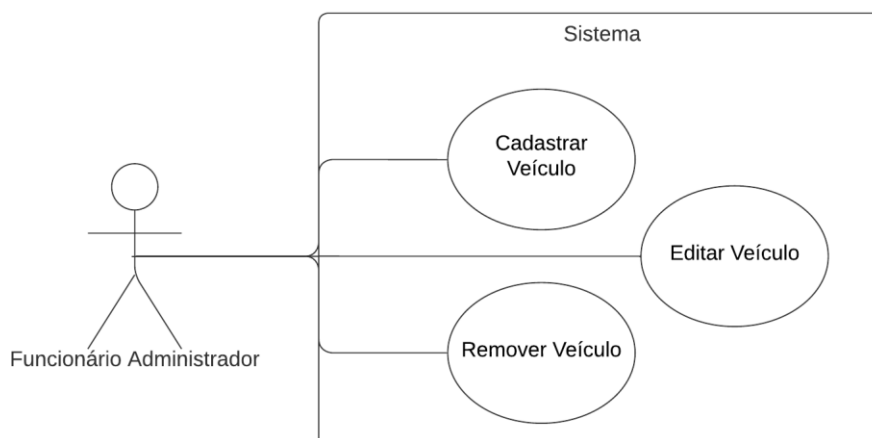 Sistema
Cadastrar
Veículo
Editar Veículo
Remover Veículo
Funcionário Administrador